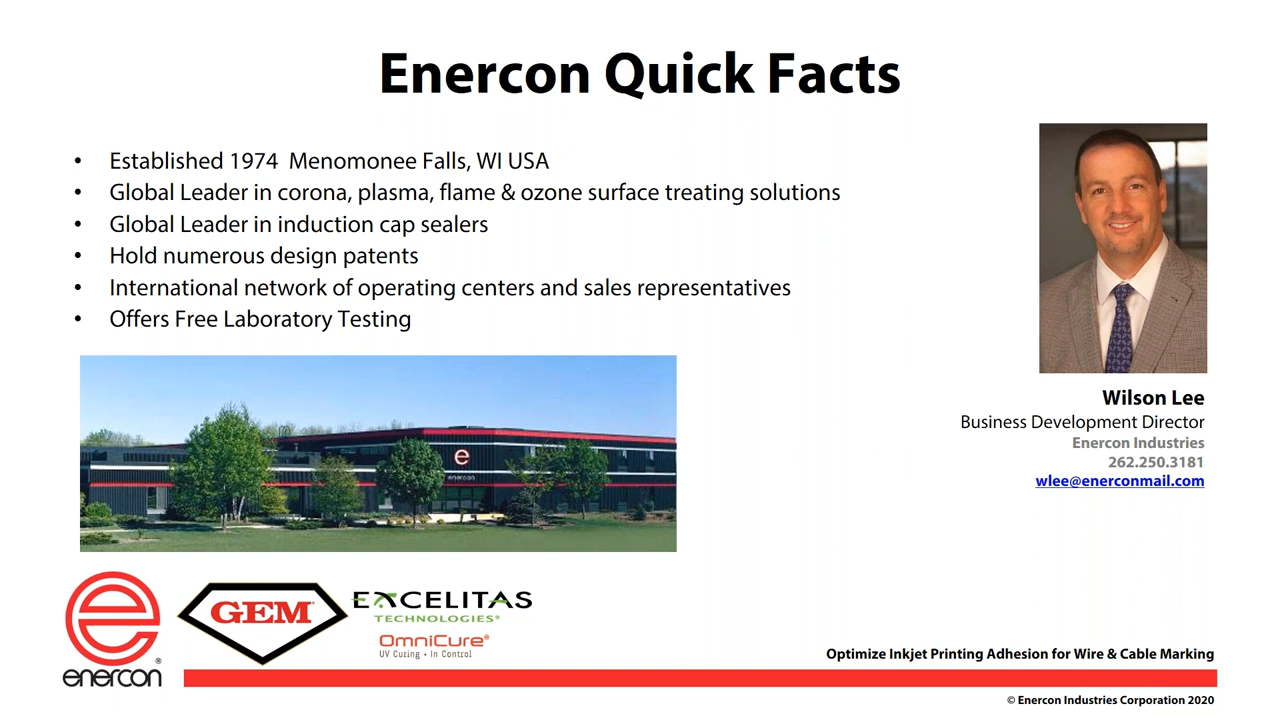 Enercon Quick Facts
• Established 1974  Menomonee Falls, WI USA
• Global Leader in corona, plasma, flame & ozone surface treating solutions
• Global Leader in induction cap sealers
• Hold numerous design patents
• International network of operating centers and sales representatives
• Offers Free Laboratory Testing
Wilson Lee
Business Development Director
Enercon Industries
262.250.3181
wlee@enerconmail.com
e
enercon
enercon®
GEM®
EXCELITAS
TECHNOLOGIES®
OmniCure®
UV Curing • In Control
Optimize Inkjet Printing Adhesion for Wire & Cable Marking
© Enercon Industries Corporation 2020